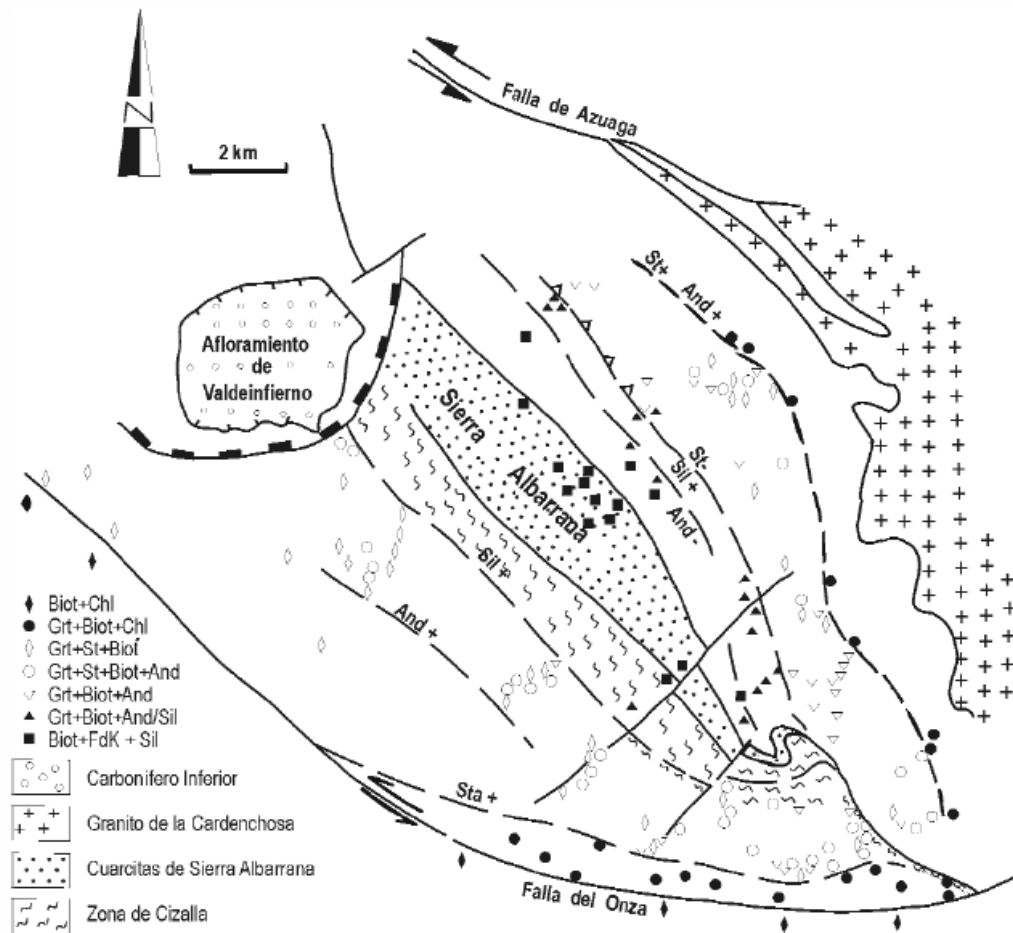 Falla de Azuaga
N
2 km
St+ And +
Afloramiento
de
Valdeinfierno
Sierra
Albarrana
St-
Sil +
And -
Sil +
And +
Biot+Chl
Grt+Biot+Chl
Grt+St+Biot
Grt+St+Biot+And
Grt+Biot+And
Grt+Biot+And/Sil
Biot+FdK + Sil
Sta +
Carbonifero Inferior
Granito de la Cardenchosa
Cuarcitas de Sierra Albarrana
Falla del Onza
Zona de Cizalla